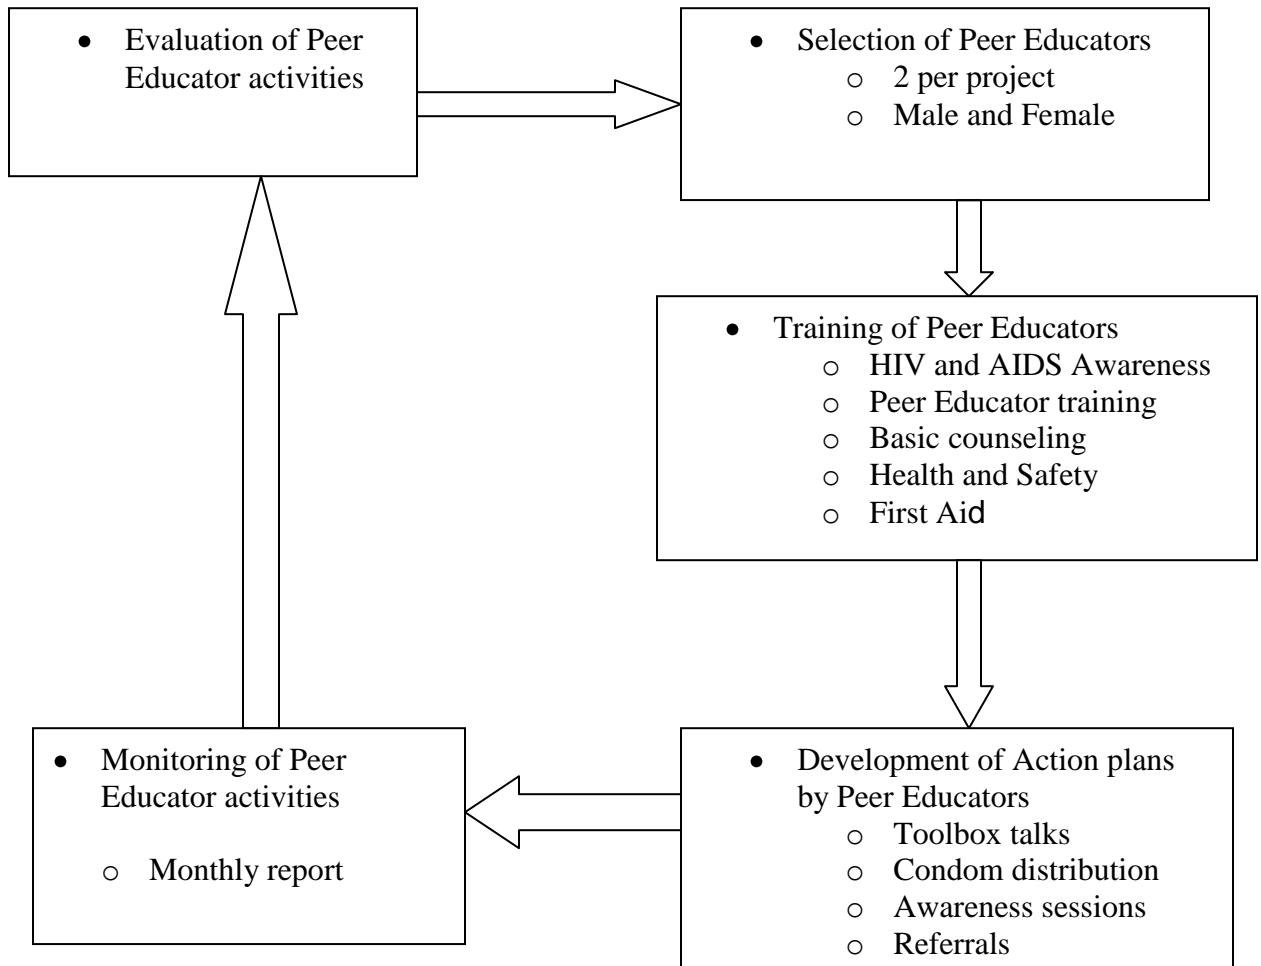 • Evaluation of Peer
Educator activities
• Selection of Peer Educators
o 2 per project
o Male and Female
• Training of Peer Educators
o HIV and AIDS Awareness
o Peer Educator training
o Basic counseling
o Health and Safety
o First Aid
• Development of Action plans
by Peer Educators
o Toolbox talks
o Condom distribution
o Awareness sessions
o Referrals
• Monitoring of Peer
Educator activities
o Monthly report